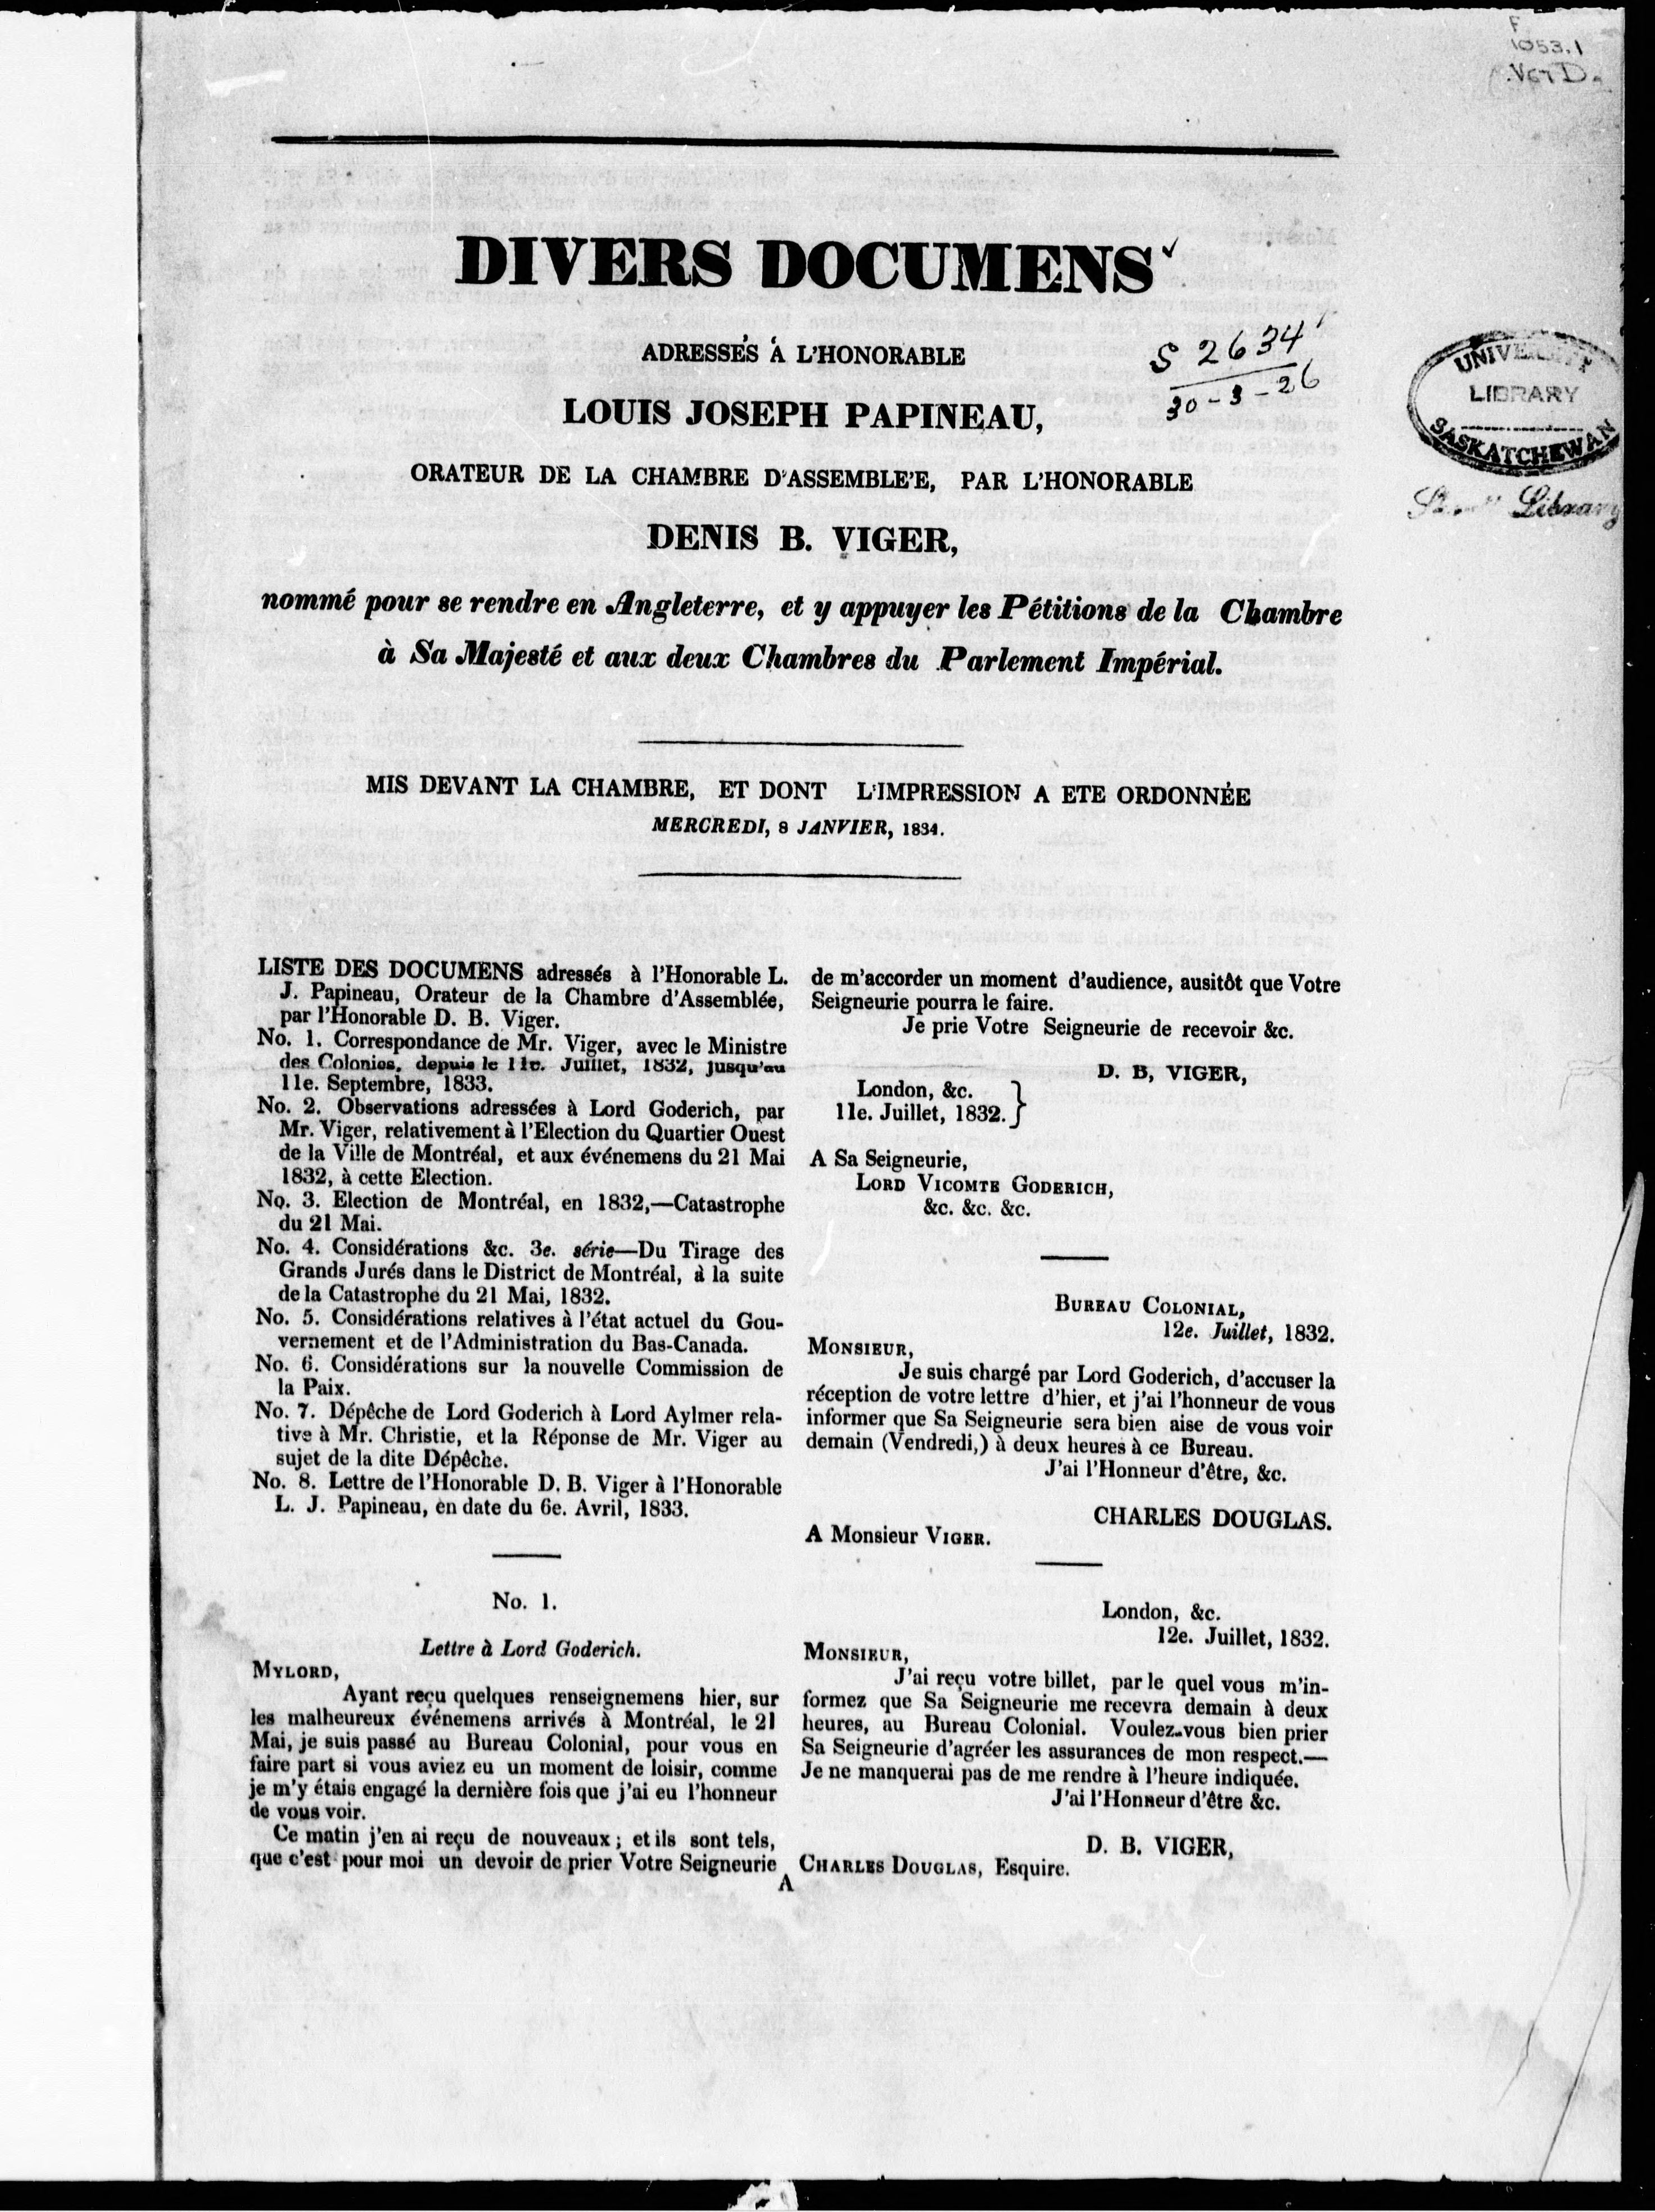 F
1053.1
DIVERS DOCUMENS
ADRESSÉS À L'HONORABLE
S 2634
30-3-26
UNIVERSITY
LIBRARY
SASKATCHEWAN
Library
LOUIS JOSEPH PAPINEAU,
ORATEUR DE LA CHAMBRE D'ASSEMBLE'E, PAR L'HONORABLE
DENIS B. VIGER,
nommé pour se rendre en Angleterre, et y appuyer les Pétitions de la Chambre
à Sa Majesté et aux deux Chambres du Parlement Impérial.
MIS DEVANT LA CHAMBRE, ET DONT L'IMPRESSION A ETE ORDONNÉE
MERCREDI, 8 JANVIER, 1834.
LISTE DES DOCUMENS adressés à l'Honorable L.
J. Papineau, Orateur de la Chambre d'Assemblée,
par l'Honorable D. B. Viger.
No. 1. Correspondance de Mr. Viger, avec le Ministre
des Colonies, depuis le 11e. Juillet, 1832, jusqu'au
11e. Septembre, 1833.
No. 2. Observations adressées à Lord Goderich, par
Mr. Viger, relativement à l'Election du Quartier Ouest
de la Ville de Montréal, et aux événemens du 21 Mai
1832, à cette Election.
No. 3. Election de Montréal, en 1832,—Catastrophe
du 21 Mai.
No. 4. Considérations &c. 3e. série—Du Tirage des
Grands Jurés dans le District de Montréal, à la suite
de la Catastrophe du 21 Mai, 1832.
No. 5. Considérations relatives à l'état actuel du Gou-
vernement et de l'Administration du Bas-Canada.
No. 6. Considérations sur la nouvelle Commission de
la Paix.
No. 7. Dépêche de Lord Goderich à Lord Aylmer rela-
tive à Mr. Christie, et la Réponse de Mr. Viger au
sujet de la dite Dépêche.
No. 8. Lettre de l'Honorable D. B. Viger à l'Honorable
L. J. Papineau, en date du 6e. Avril, 1833.
No. 1.
Lettre à Lord Goderich.
MYLORD,
Ayant reçu quelques renseignemens hier, sur
les malheureux événemens arrivés à Montréal, le 21
Mai, je suis passé au Bureau Colonial, pour vous en
faire part si vous aviez eu un moment de loisir, comme
je m'y étais engagé la dernière fois que j'ai eu l'honneur
de vous voir.
Ce matin j'en ai reçu de nouveaux; et ils sont tels,
que c'est pour moi un devoir de prier Votre Seigneurie
A
de m'accorder un moment d'audience, ausitôt que Votre
Seigneurie pourra le faire.
Je prie Votre Seigneurie de recevoir &c.
D. B, VIGER,
London, &c.
11e. Juillet, 1832. }
A Sa Seigneurie,
LORD VICOMTE GODERICH,
&c. &c. &c.
BUREAU COLONIAL,
12e. Juillet, 1832.
MONSIEUR,
Je suis chargé par Lord Goderich, d'accuser la
réception de votre lettre d'hier, et j'ai l'honneur de vous
informer que Sa Seigneurie sera bien aise de vous voir
demain (Vendredi,) à deux heures à ce Bureau.
J'ai l'Honneur d'être, &c.
CHARLES DOUGLAS.
A Monsieur VIGER.
London, &c.
12e. Juillet, 1832.
MONSIEUR,
J'ai reçu votre billet, par le quel vous m'in-
formez que Sa Seigneurie me recevra demain à deux
heures, au Bureau Colonial. Voulez-vous bien prier
Sa Seigneurie d'agréer les assurances de mon respect.—
Je ne manquerai pas de me rendre à l'heure indiquée.
J'ai l'Honneur d'être &c.
D. B. VIGER,
CHARLES DOUGLAS, Esquire.